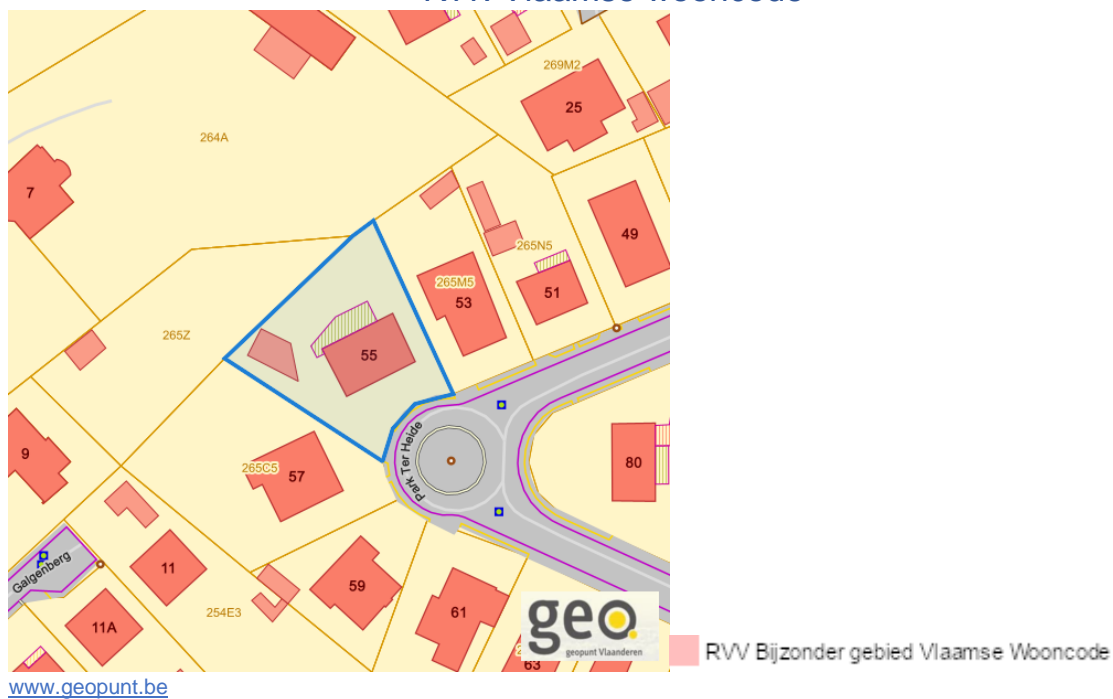 RVV Vlaamse wooncode
269M2
25
264A
7
49
265N5
265M5
53
51
265Z
55
Park Ter Heide
9
265C5
57
80
Galgenberg
11
59
254E3
61
11A
geo.
geopunt Vlaanderen
63
RVV Bijzonder gebied Vlaamse Wooncode
www.geopunt.be